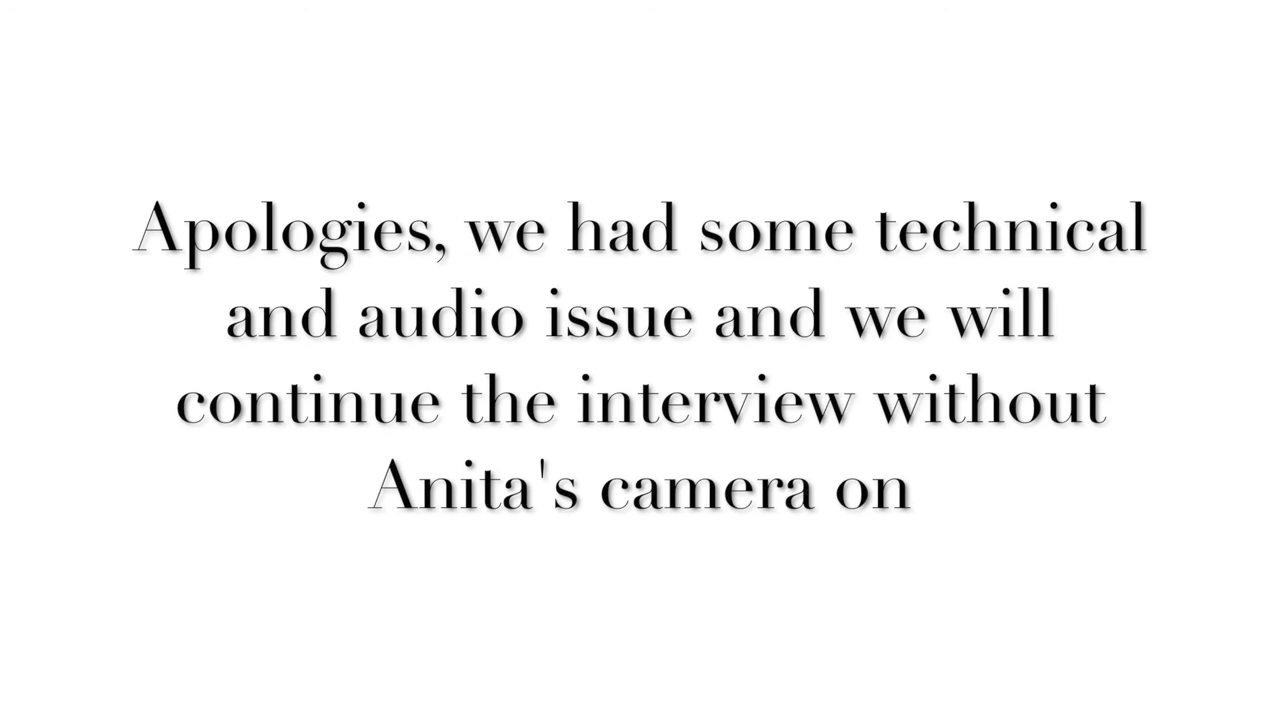 Apologies, we had some technical
and audio issue and we will
continue the interview without
Anita's camera on